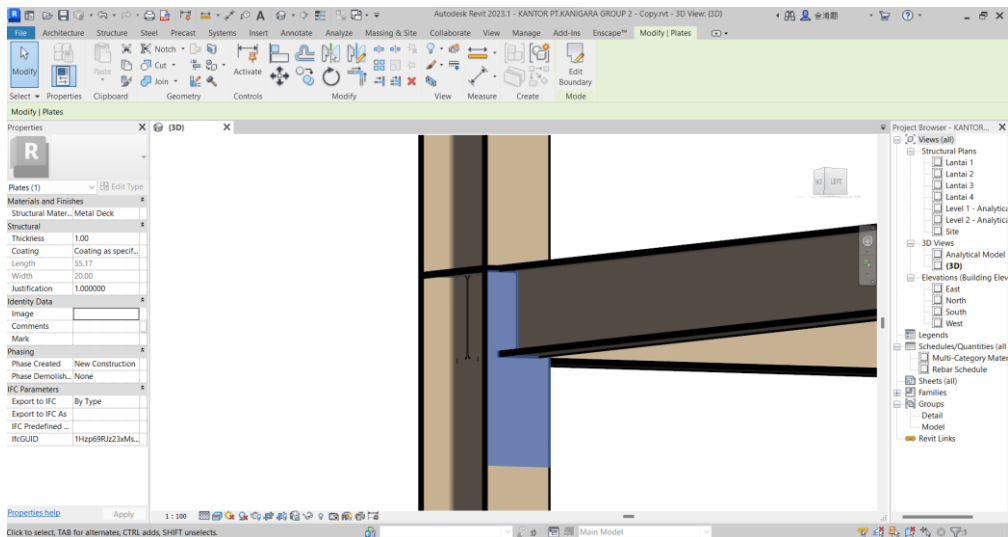 Autodesk Revit 2023.1 - KANTOR PT.KANIGARA GROUP 2 - Copy.rvt - 3D View: {3D}
File Architecture Structure Steel Precast Systems Insert Annotate Analyze Massing & Site Collaborate View Manage Add-Ins Enscape™ Modify | Plates
Modify Paste Notch Cut Join Activate Edit Boundary
Select Properties Clipboard Geometry Controls Modify View Measure Create Mode
Modify | Plates
Properties
{3D}
Project Browser - KANTOR...
R
Plates (1) Edit Type
Materials and Finishes
Structural Mater... Metal Deck
Structural
Thickness 1.00
Coating Coating as specif...
Length 55.17
Width 20.00
Justification 1.000000
Identity Data
Image
Comments
Mark
Phasing
Phase Created New Construction
Phase Demolish... None
IFC Parameters
Export to IFC By Type
Export to IFC As
IFC Predefined ...
IfcGUID 1Hzp69RJz23xMs...
Properties help Apply
LEFT
Views (all)
Structural Plans
Lantai 1
Lantai 2
Lantai 3
Lantai 4
Level 1 - Analytica
Level 2 - Analytica
Site
3D Views
Analytical Model
{3D}
Elevations (Building Elev
East
North
South
West
Legends
Schedules/Quantities (all
Multi-Category Mater
Rebar Schedule
Sheets (all)
Families
Groups
Detail
Model
Revit Links
1 : 100
Click to select, TAB for alternates, CTRL adds, SHIFT unselects.
:0
Main Model
:1